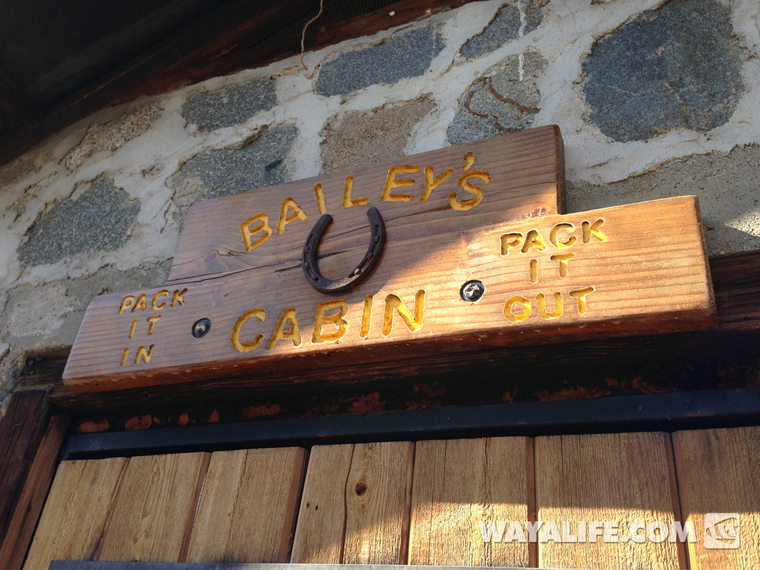 BAILEY'S
CABIN
PACK
IT
IN
PACK
IT
OUT
WAYALIFE.COM